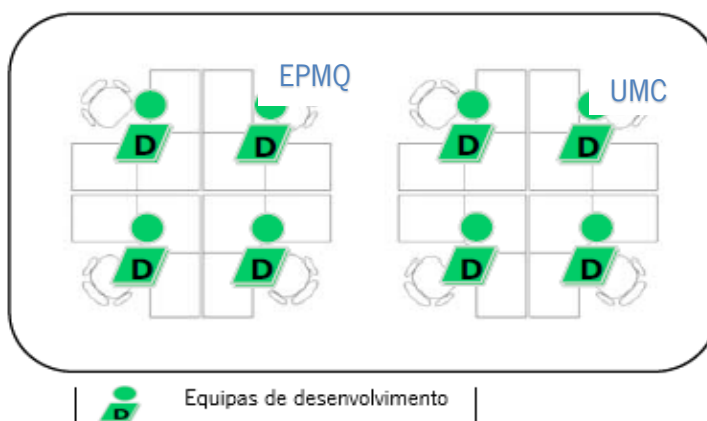 EPMQ
UMC
D D D D
D D D D
D Equipas de desenvolvimento